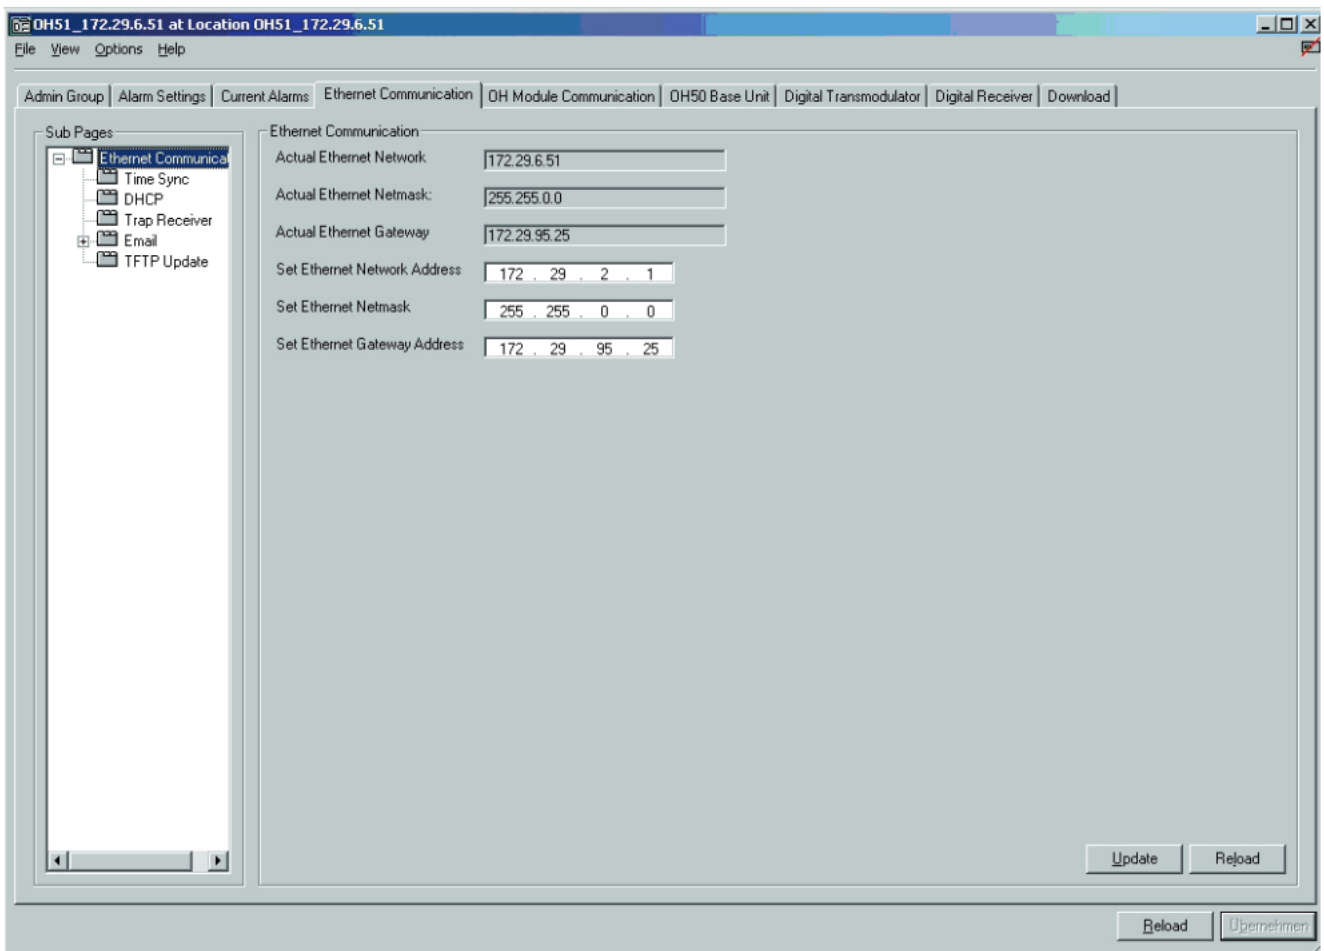 OH51_172.29.6.51 at Location OH51_172.29.6.51
File View Options Help
Admin Group Alarm Settings Current Alarms Ethernet Communication OH Module Communication OH50 Base Unit Digital Transmodulator Digital Receiver Download
Sub Pages
Ethernet Communica
Time Sync
DHCP
Trap Receiver
Email
TFTP Update
Ethernet Communication
Actual Ethernet Network 172.29.6.51
Actual Ethernet Netmask: 255.255.0.0
Actual Ethernet Gateway 172.29.95.25
Set Ethernet Network Address 172 . 29 . 2 . 1
Set Ethernet Netmask 255 . 255 . 0 . 0
Set Ethernet Gateway Address 172 . 29 . 95 . 25
Update Reload
Reload Übernehmen